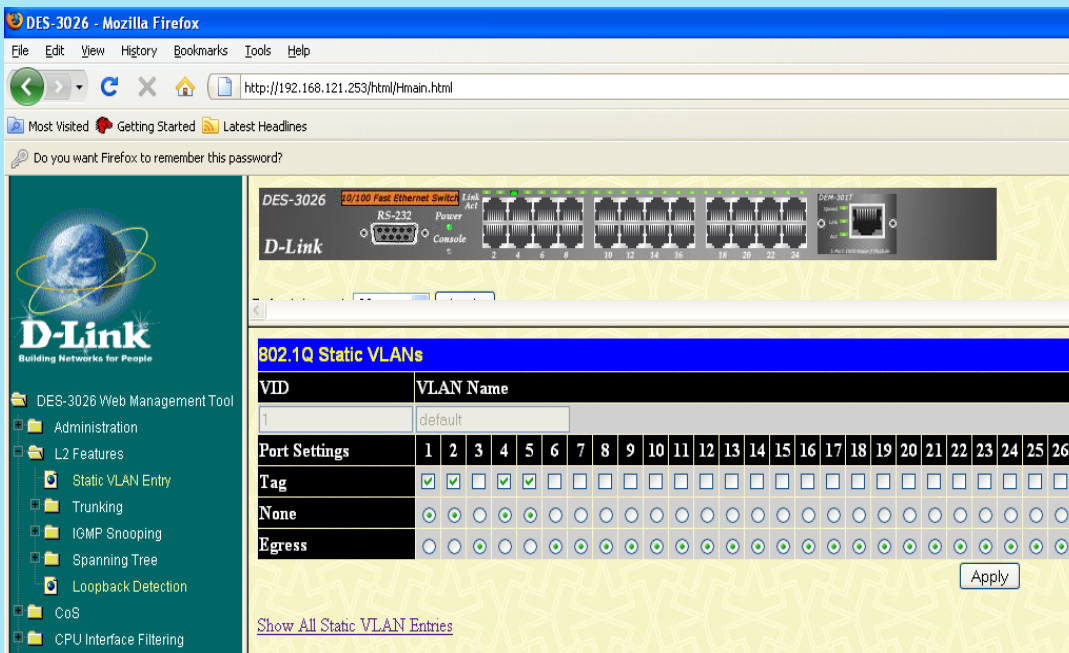 DES-3026 - Mozilla Firefox
File Edit View History Bookmarks Tools Help
http://192.168.121.253/html/Hmain.html
Most Visited Getting Started Latest Headlines
Do you want Firefox to remember this password?
DES-3026 10/100 Fast Ethernet Switch Link Act DEM-301T
RS-232 Power
Console
D-Link
2 4 6 8 10 12 14 16 18 20 22 24
D-Link
Building Networks for People
DES-3026 Web Management Tool
Administration
L2 Features
Static VLAN Entry
Trunking
IGMP Snooping
Spanning Tree
Loopback Detection
CoS
CPU Interface Filtering
802.1Q Static VLANs
VID VLAN Name
1 default
Port Settings 1 2 3 4 5 6 7 8 9 10 11 12 13 14 15 16 17 18 19 20 21 22 23 24 25 26
Tag
None
Egress
Apply
Show All Static VLAN Entries